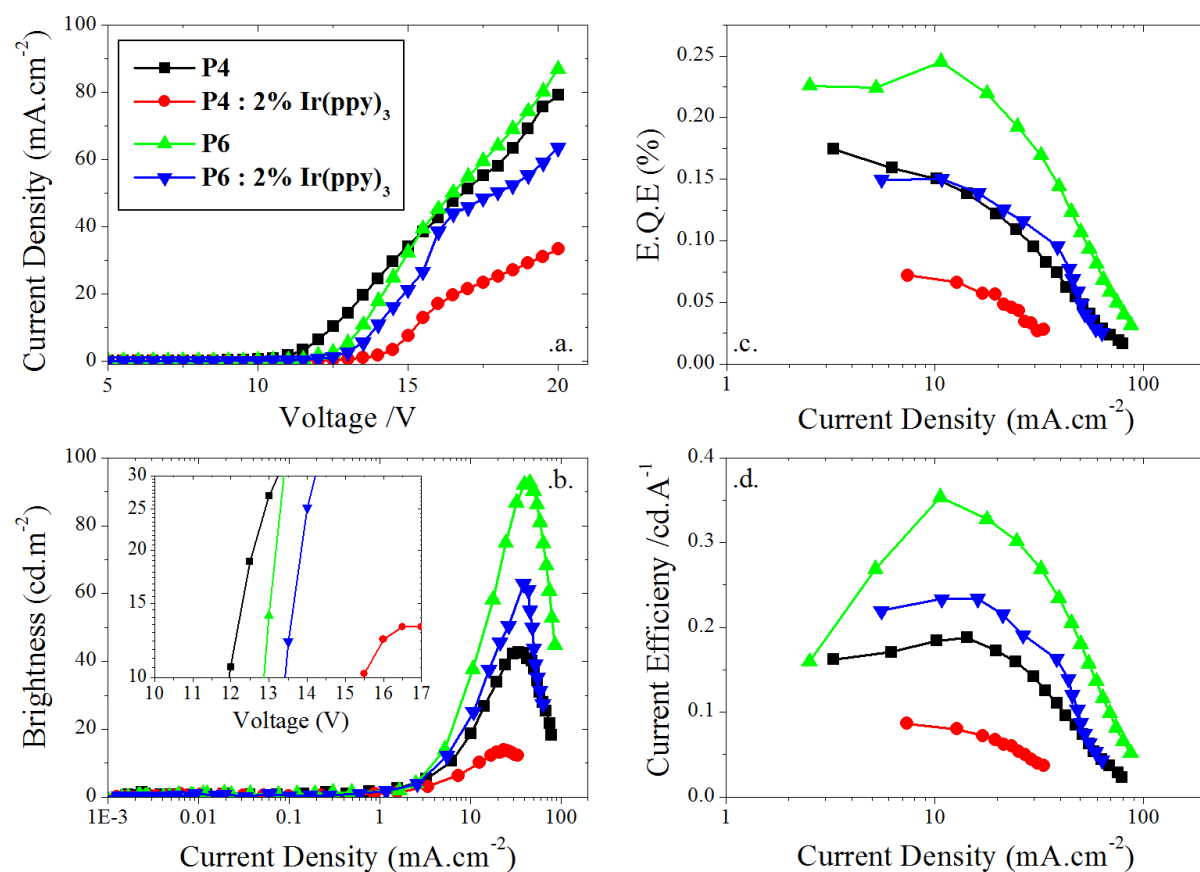 100
80
60
40
20
0
5
10
15
20
Current Density (mA.cm-2)
Voltage /V
P4
P4 : 2% Ir(ppy)3
P6
P6 : 2% Ir(ppy)3
.a.
0.25
0.20
0.15
0.10
0.05
0.00
1
10
100
E.Q.E (%)
Current Density (mA.cm-2)
.c.
100
80
60
40
20
0
1E-3
0.01
0.1
1
10
100
Brightness (cd.m-2)
Current Density (mA.cm-2)
.b.
30
25
20
15
10
10
11
12
13
14
15
16
17
Voltage (V)
0.4
0.3
0.2
0.1
0.0
1
10
100
Current Efficieny /cd.A-1
Current Density (mA.cm-2)
.d.